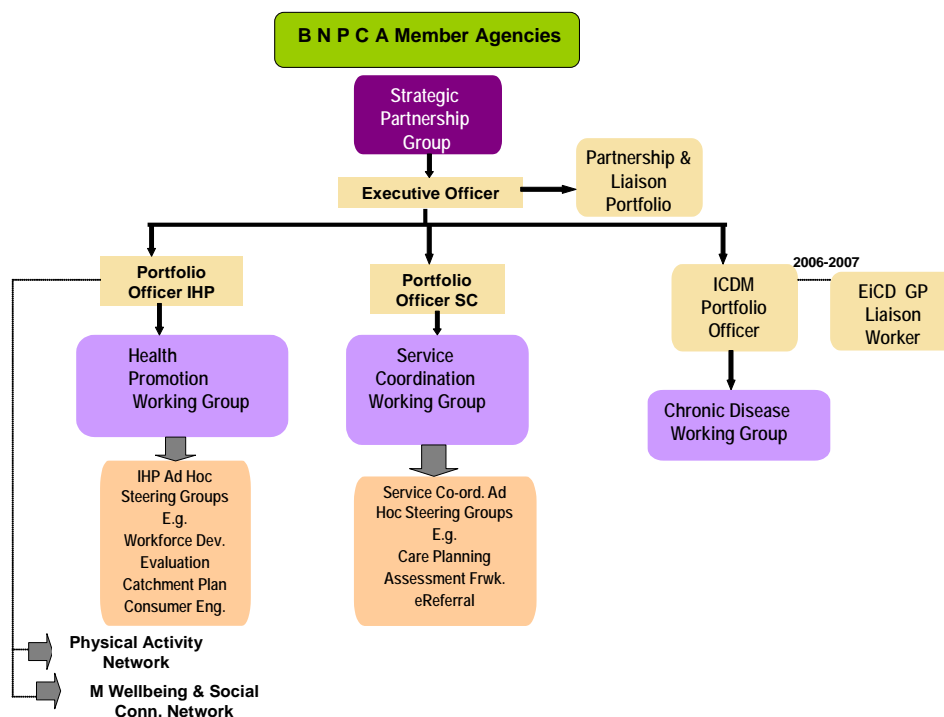 B N P C A Member Agencies
Strategic
Partnership
Group
Partnership &
Liaison
Portfolio
Executive Officer
2006-2007
Portfolio
Officer IHP
Portfolio
Officer SC
ICDM
Portfolio
Officer
EiCD GP
Liaison
Worker
Health
Promotion
Working Group
Service
Coordination
Working Group
Chronic Disease
Working Group
IHP Ad Hoc
Steering Groups
E.g.
Workforce Dev.
Evaluation
Catchment Plan
Consumer Eng.
Service Co-ord. Ad
Hoc Steering Groups
E.g.
Care Planning
Assessment Frwk.
eReferral
Physical Activity
Network
M Wellbeing & Social
Conn. Network